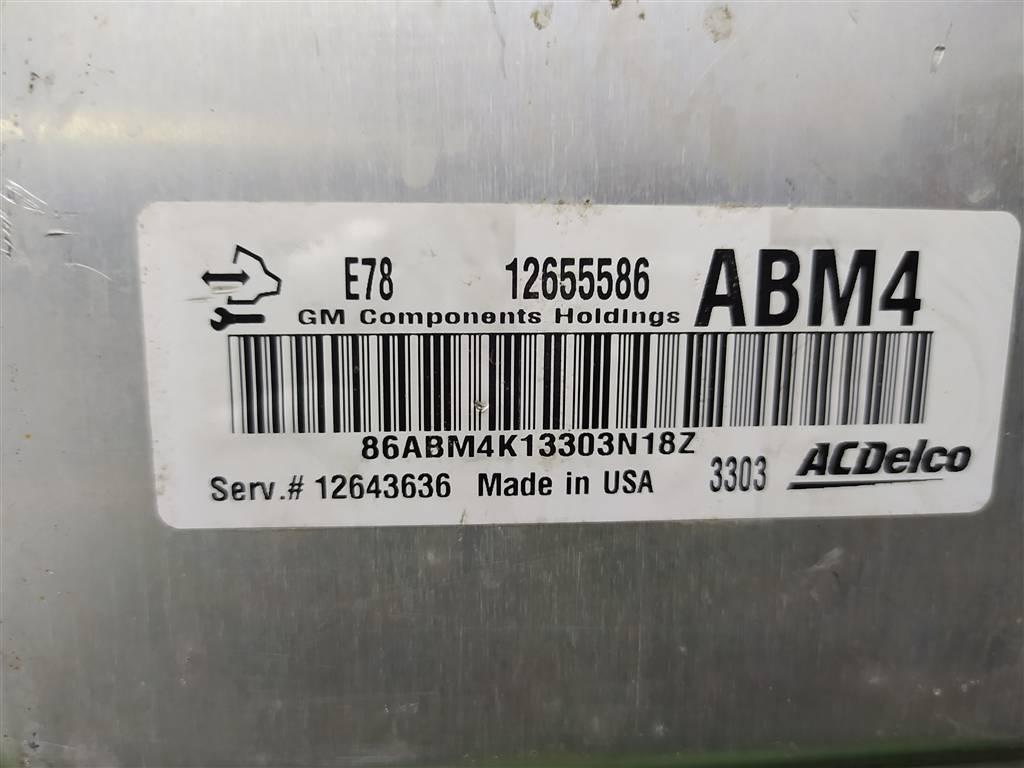 E78 12655586 ABM4
GM Components Holdings
86ABM4K13303N18Z
Serv.# 12643636 Made in USA 3303 ACDelco